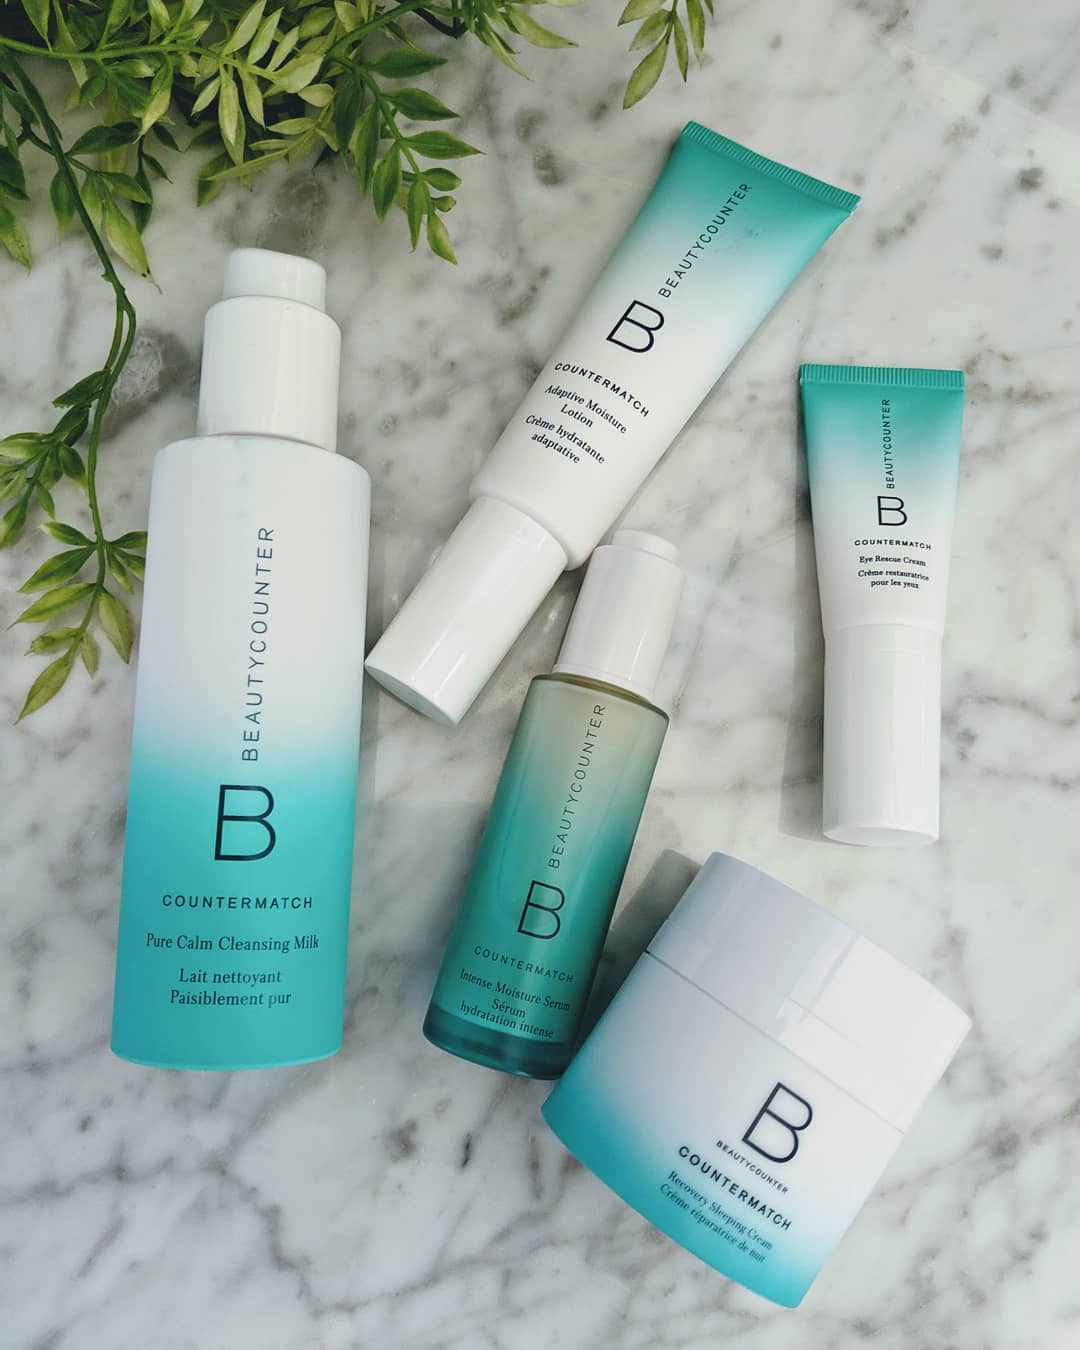 BEAUTYCOUNTER
B
COUNTERMATCH
Adaptive Moisture
Lotion
Crème hydratante
adaptative
BEAUTYCOUNTER
B
COUNTERMATCH
Eye Rescue Cream
Crème restauratrice
pour les yeux
BEAUTYCOUNTER
B
COUNTERMATCH
Pure Calm Cleansing Milk
Lait nettoyant
Paisiblement pur
BEAUTYCOUNTER
B
COUNTERMATCH
Intense Moisture Serum
Sérum
hydratation intense
B
BEAUTYCOUNTER
COUNTERMATCH
Recovery Sleeping Cream
Crème réparatrice de nuit